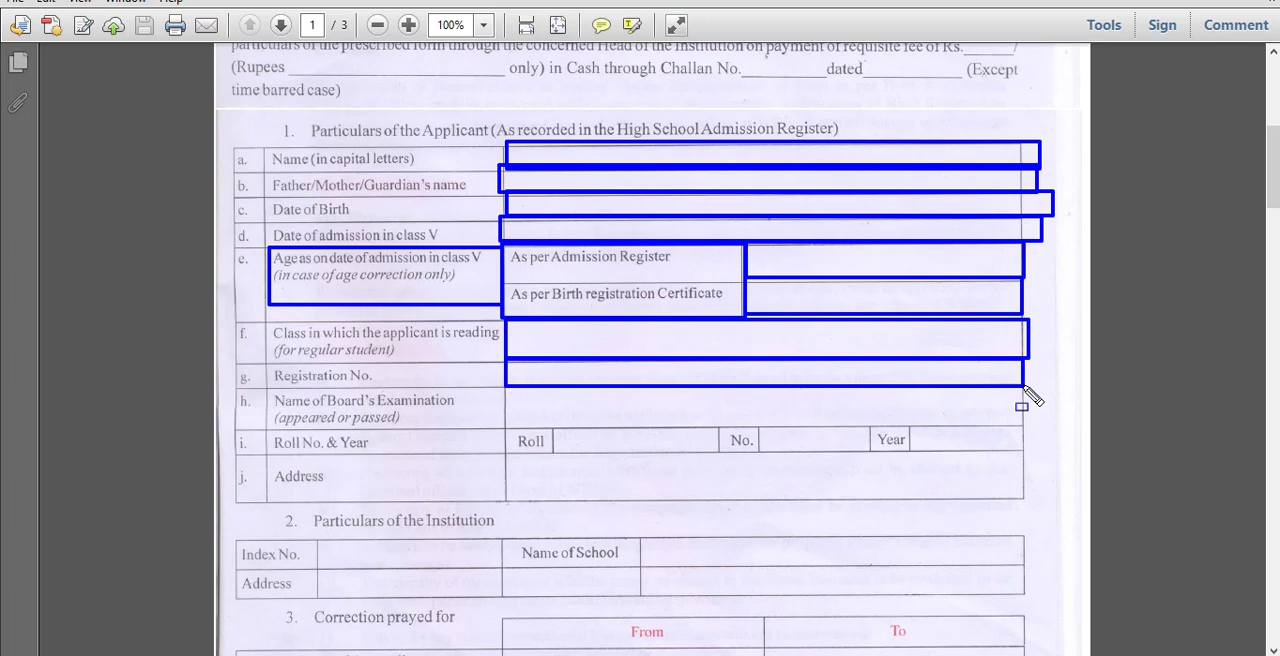 1 / 3 100% Tools Sign Comment
particulars of the prescribed form through the concerned Head of the Institution on payment of requisite fee of Rs.______/
(Rupees ______________________ only) in Cash through Challan No.__________dated___________ (Except
time barred case)
1. Particulars of the Applicant (As recorded in the High School Admission Register)
a. Name (in capital letters)
b. Father/Mother/Guardian's name
c. Date of Birth
d. Date of admission in class V
e. Age as on date of admission in class V As per Admission Register
(in case of age correction only)
As per Birth registration Certificate
f. Class in which the applicant is reading
(for regular student)
g. Registration No.
h. Name of Board's Examination
(appeared or passed)
i. Roll No. & Year Roll No. Year
j. Address
2. Particulars of the Institution
Index No. Name of School
Address
3. Correction prayed for
From To